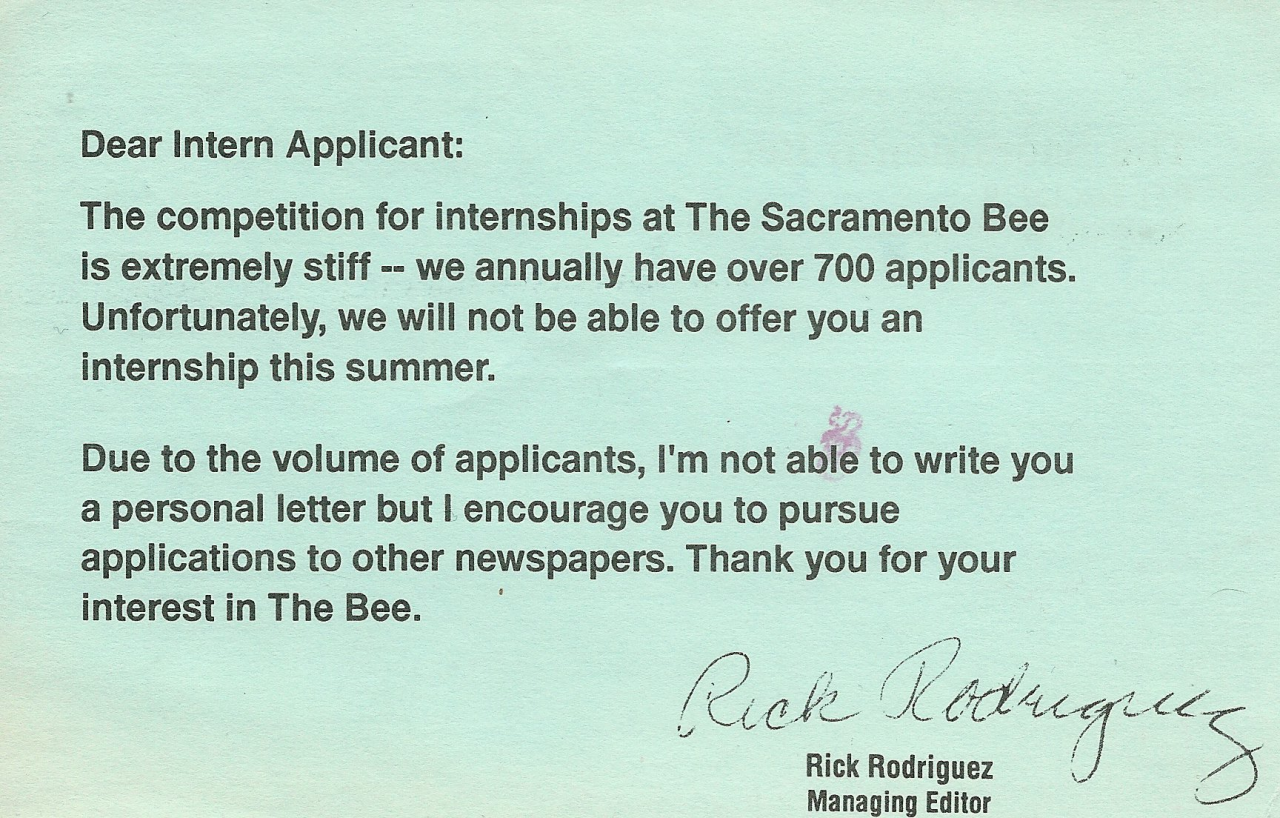 Dear Intern Applicant:
The competition for internships at The Sacramento Bee
is extremely stiff -- we annually have over 700 applicants.
Unfortunately, we will not be able to offer you an
internship this summer.
Due to the volume of applicants, I'm not able to write you
a personal letter but I encourage you to pursue
applications to other newspapers. Thank you for your
interest in The Bee.
Rick Rodriguez
Rick Rodriguez
Managing Editor